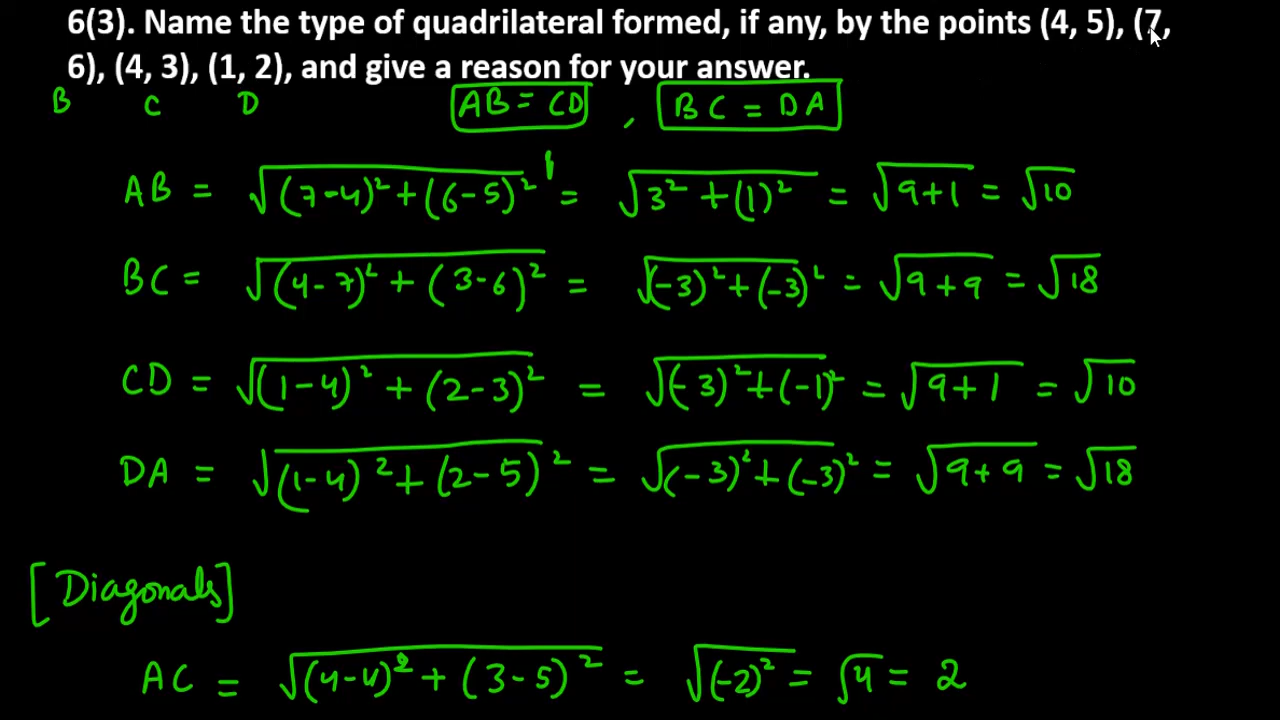 6(3). Name the type of quadrilateral formed, if any, by the points (4, 5), (7,
6), (4, 3), (1, 2), and give a reason for your answer.
B C D AB = CD , BC = DA
AB = √(7-4)² + (6-5)² = √3² + (1)² = √9+1 = √10
BC = √(4-7)² + (3-6)² = √(-3)² + (-3)² = √9+9 = √18
CD = √(1-4)² + (2-3)² = √(-3)² + (-1)² = √9+1 = √10
DA = √(1-4)² + (2-5)² = √(-3)² + (-3)² = √9+9 = √18
[Diagonals]
AC = √(4-4)² + (3-5)² = √(-2)² = √4 = 2